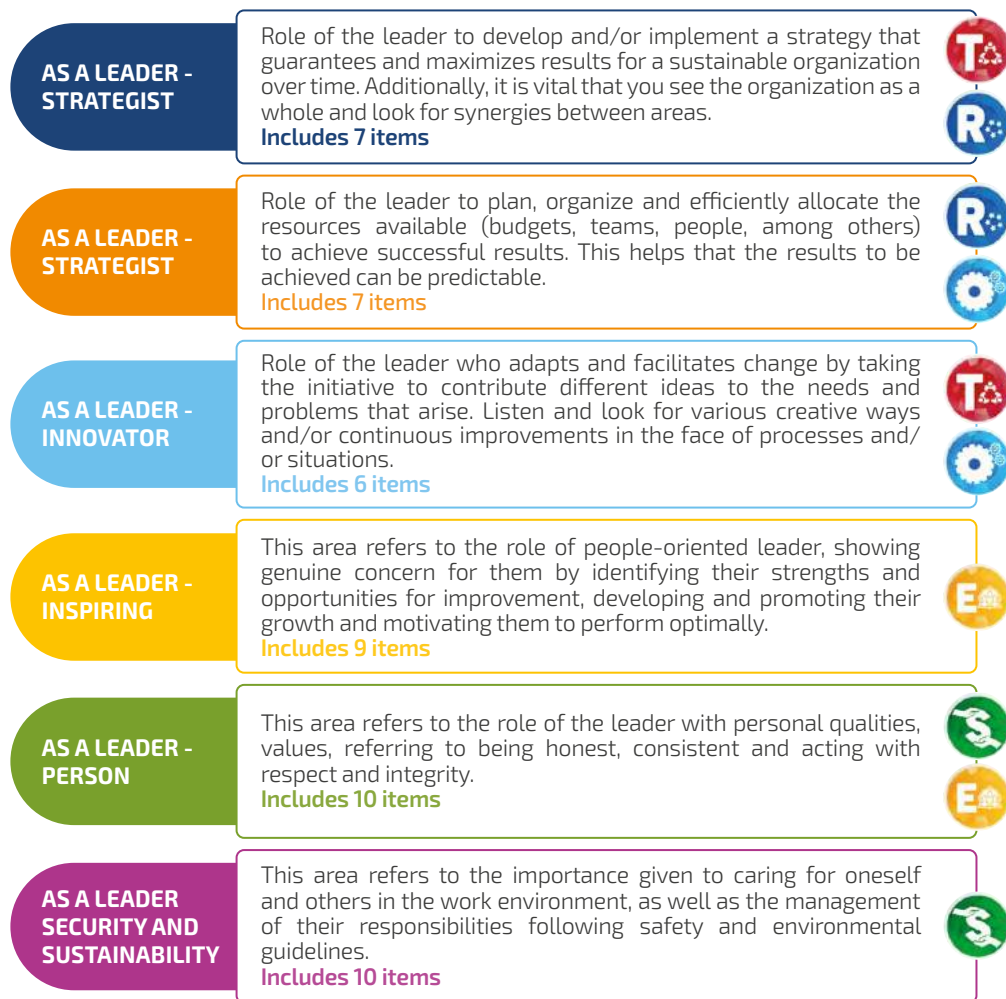 AS A LEADER -
STRATEGIST
Role of the leader to develop and/or implement a strategy that
guarantees and maximizes results for a sustainable organization
over time. Additionally, it is vital that you see the organization as a
whole and look for synergies between areas.
Includes 7 items
T
R
AS A LEADER -
STRATEGIST
Role of the leader to plan, organize and efficiently allocate the
resources available (budgets, teams, people, among others)
to achieve successful results. This helps that the results to be
achieved can be predictable.
Includes 7 items
R
AS A LEADER -
INNOVATOR
Role of the leader who adapts and facilitates change by taking
the initiative to contribute different ideas to the needs and
problems that arise. Listen and look for various creative ways
and/or continuous improvements in the face of processes and/
or situations.
Includes 6 items
T
AS A LEADER -
INSPIRING
This area refers to the role of people-oriented leader, showing
genuine concern for them by identifying their strengths and
opportunities for improvement, developing and promoting their
growth and motivating them to perform optimally.
Includes 9 items
E
AS A LEADER -
PERSON
This area refers to the role of the leader with personal qualities,
values, referring to being honest, consistent and acting with
respect and integrity.
Includes 10 items
S
E
AS A LEADER
SECURITY AND
SUSTAINABILITY
This area refers to the importance given to caring for oneself
and others in the work environment, as well as the management
of their responsibilities following safety and environmental
guidelines.
Includes 10 items
S